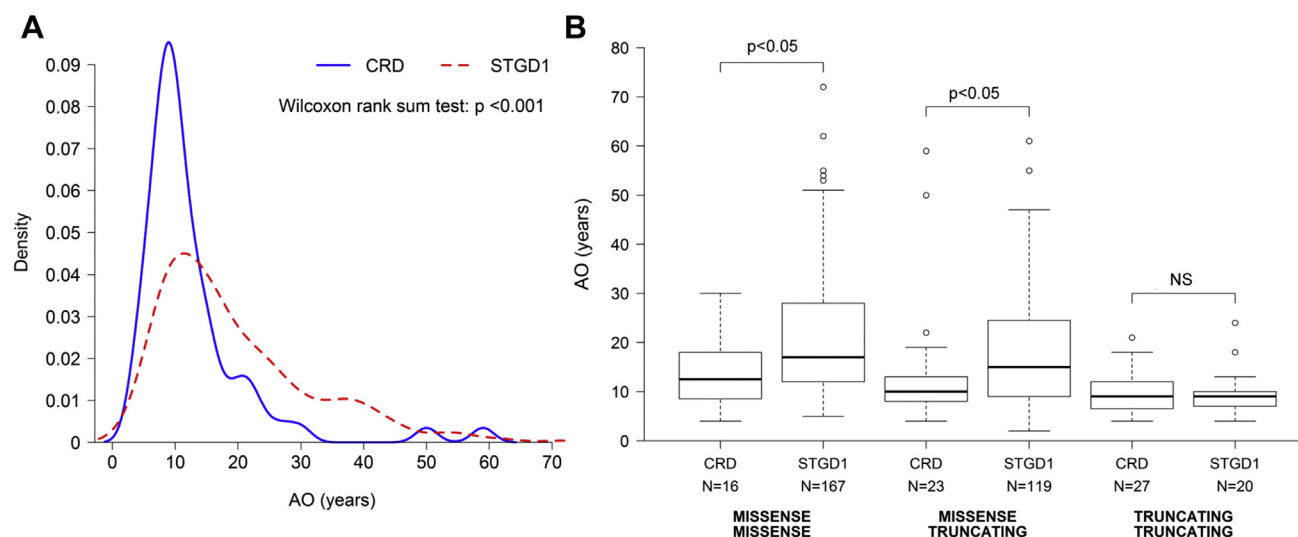 A
CRD
STGD1
Wilcoxon rank sum test: p <0.001
Density
0.09
0.08
0.07
0.06
0.05
0.04
0.03
0.02
0.01
0
0 10 20 30 40 50 60 70
AO (years)
B
AO (years)
80
70
60
50
40
30
20
10
0
p<0.05
p<0.05
NS
CRD STGD1 CRD STGD1 CRD STGD1
N=16 N=167 N=23 N=119 N=27 N=20
MISSENSE MISSENSE TRUNCATING
MISSENSE TRUNCATING TRUNCATING